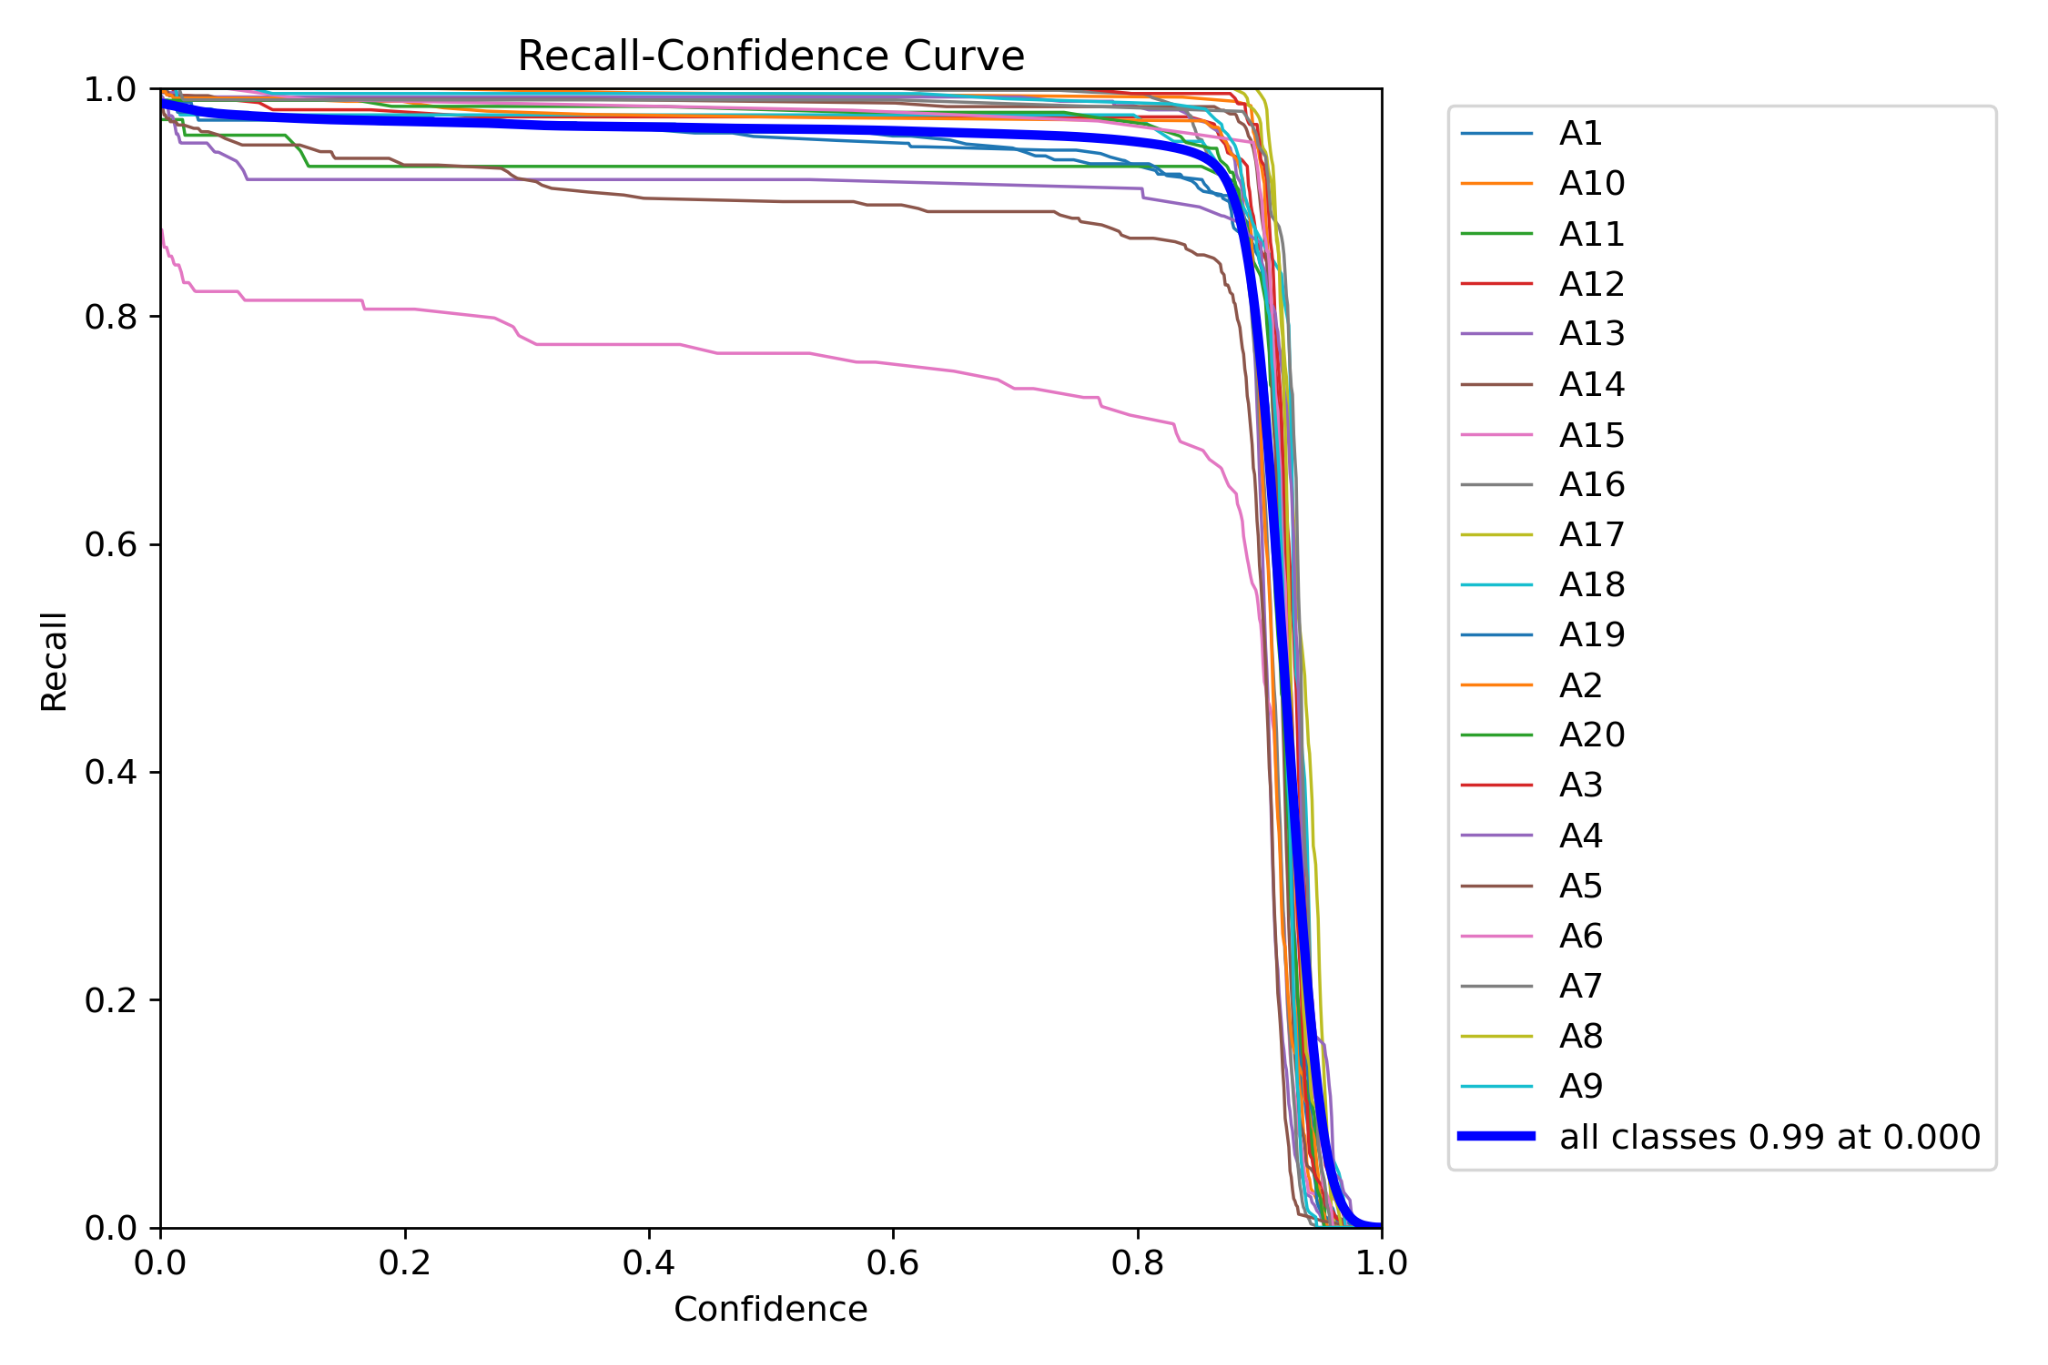 Recall-Confidence Curve
1.0
0.8
0.6
0.4
0.2
0.0
Recall
0.0 0.2 0.4 0.6 0.8 1.0
Confidence
A1
A10
A11
A12
A13
A14
A15
A16
A17
A18
A19
A2
A20
A3
A4
A5
A6
A7
A8
A9
all classes 0.99 at 0.000